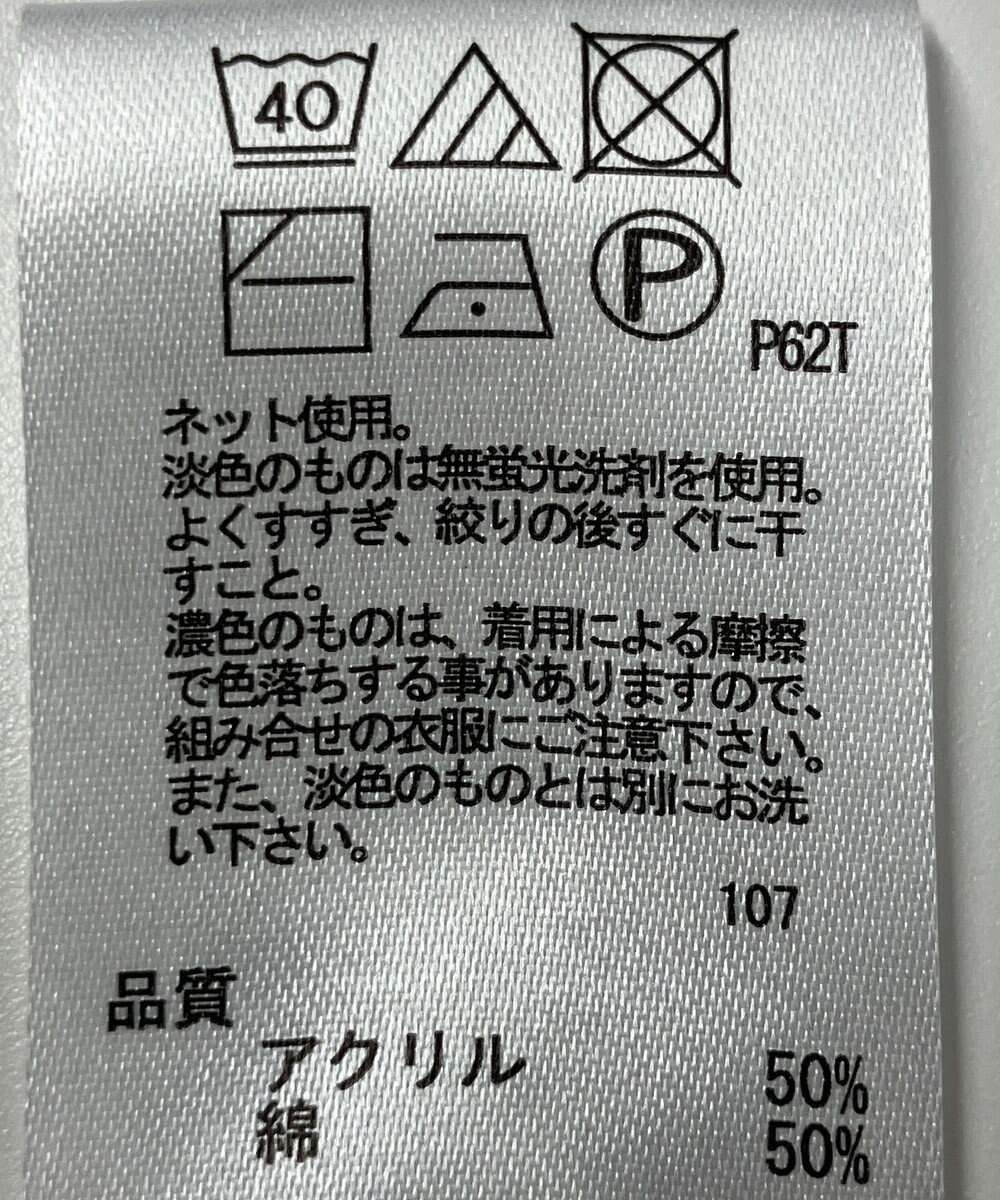 40
P
P62T
ネット使用。
淡色のものは無蛍光洗剤を使用。
よくすすぎ、絞りの後すぐに干
すこと。
濃色のものは、着用による摩擦
で色落ちする事がありますので、
組み合せの衣服にご注意下さい。
また、淡色のものとは別にお洗
い下さい。
107
品質
アクリル 50%
綿 50%